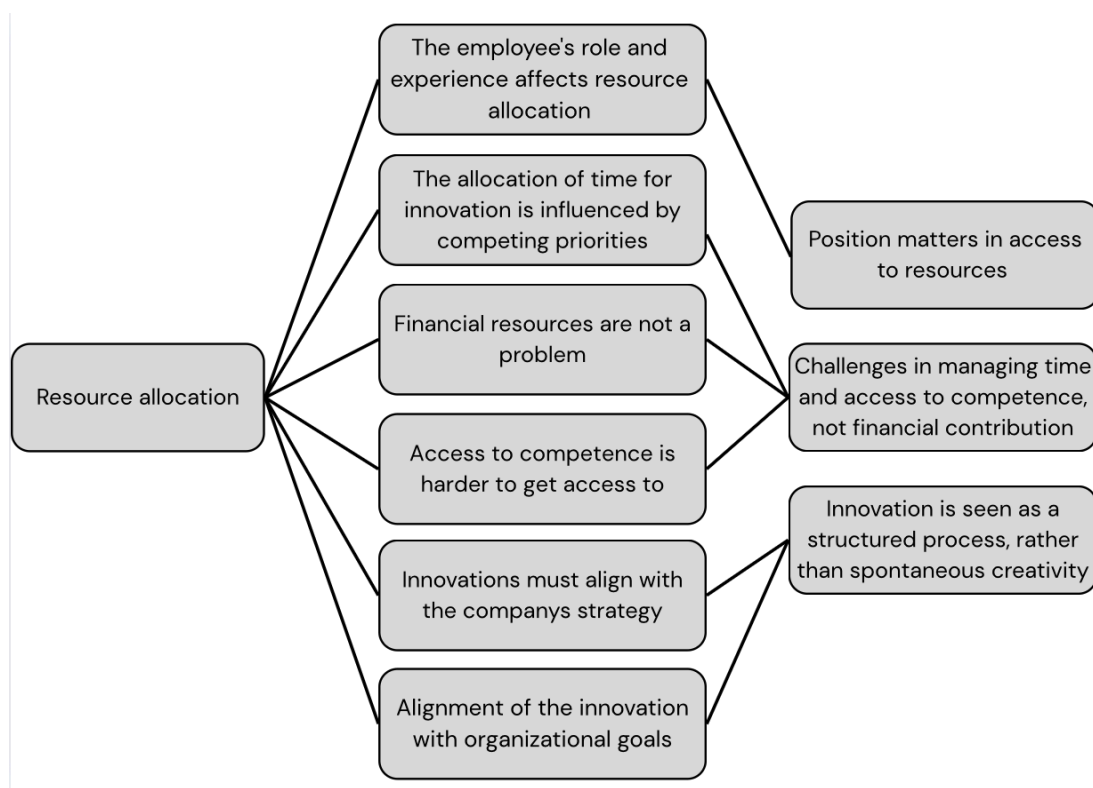 Resource allocation
The employee's role and
experience affects resource
allocation
The allocation of time for
innovation is influenced by
competing priorities
Financial resources are not a
problem
Access to competence is
harder to get access to
Innovations must align with
the companys strategy
Alignment of the innovation
with organizational goals
Position matters in access
to resources
Challenges in managing time
and access to competence,
not financial contribution
Innovation is seen as a
structured process, rather
than spontaneous creativity